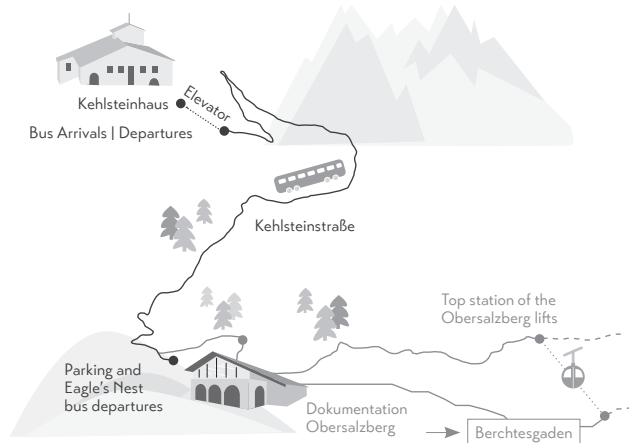 Elevator
Kehlsteinhaus
Bus Arrivals | Departures
Kehlsteinstraße
Top station of the
Obersalzberg lifts
Parking and
Eagle's Nest
bus departures
Dokumentation
Obersalzberg
Berchtesgaden